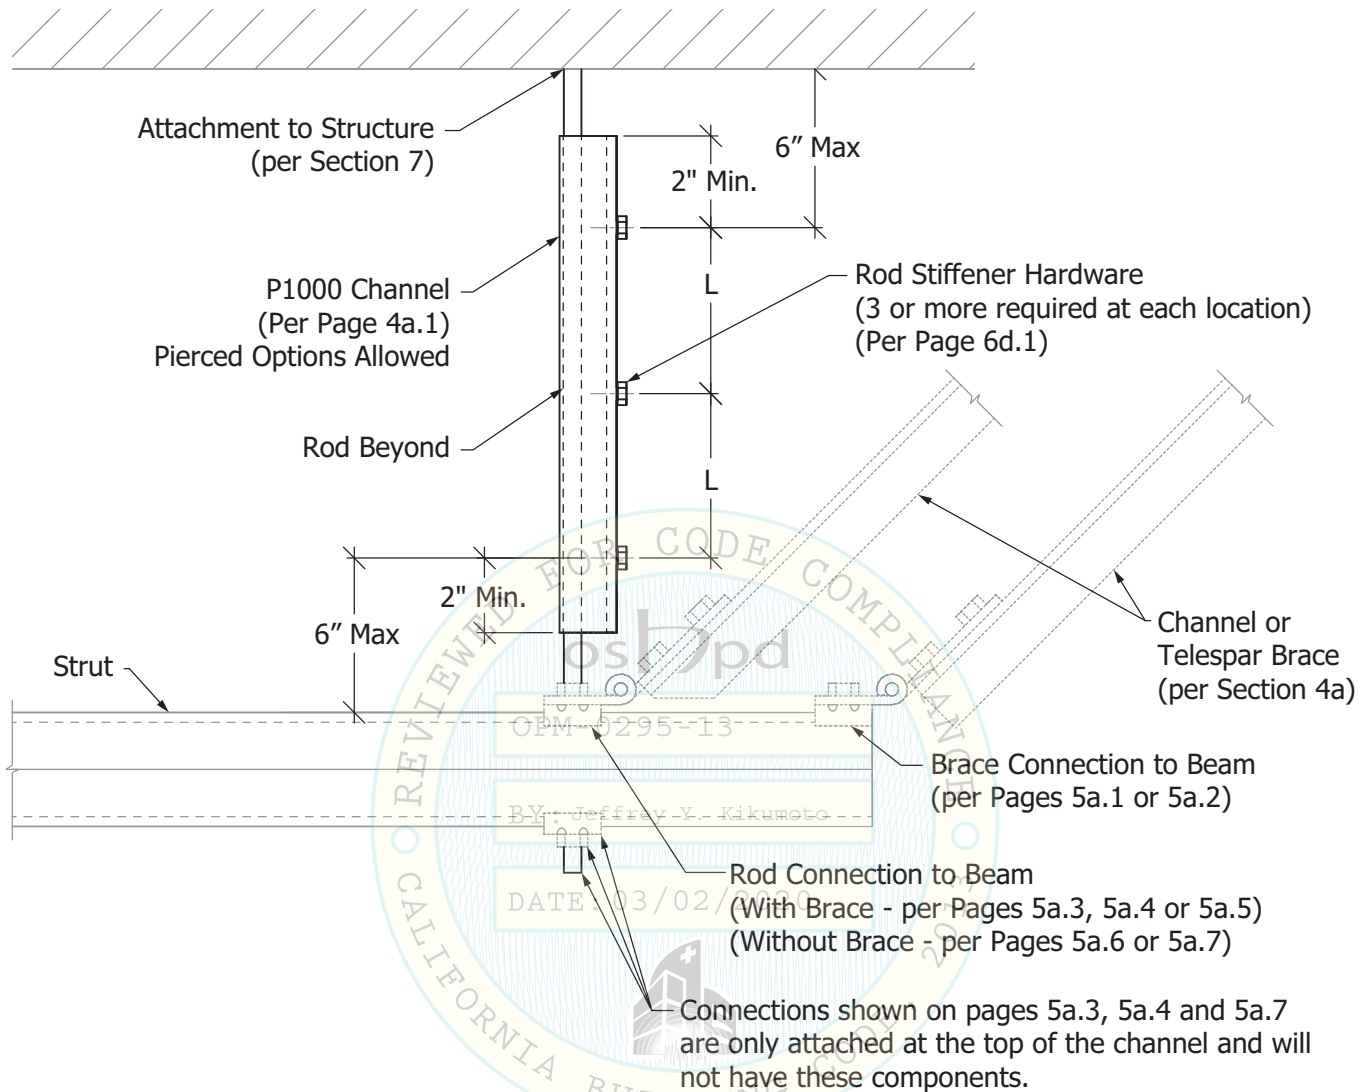 Attachment to Structure
(per Section 7)
6” Max
2" Min.
P1000 Channel
(Per Page 4a.1)
Pierced Options Allowed
L
Rod Stiffener Hardware
(3 or more required at each location)
(Per Page 6d.1)
Rod Beyond
L
2" Min.
6” Max
Strut
Channel or
Telespar Brace
(per Section 4a)
Brace Connection to Beam
(per Pages 5a.1 or 5a.2)
Rod Connection to Beam
(With Brace - per Pages 5a.3, 5a.4 or 5a.5)
(Without Brace - per Pages 5a.6 or 5a.7)
Connections shown on pages 5a.3, 5a.4 and 5a.7
are only attached at the top of the channel and will
not have these components.
REVIEWED FOR CODE COMPLIANCE
oshpd
OPM-0295-13
BY: Jeffrey Y. Kikumoto
DATE: 03/02/2020
CALIFORNIA
2013